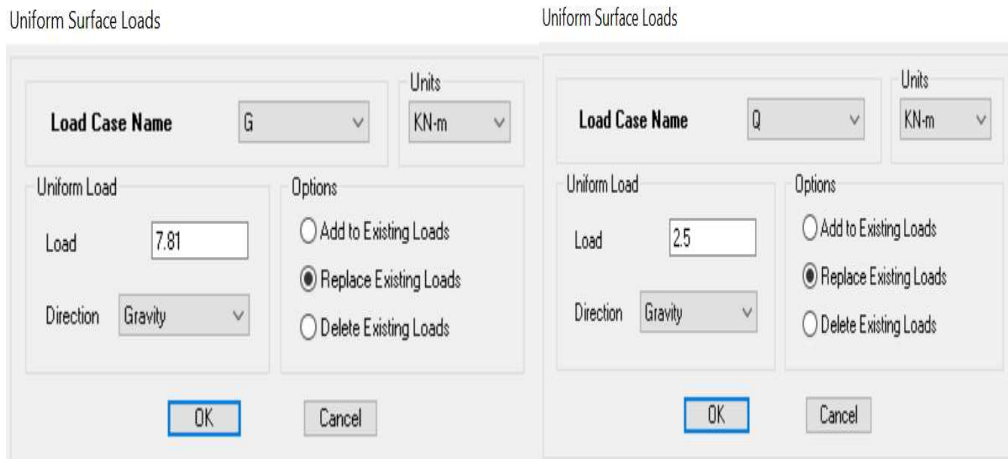 Uniform Surface Loads
Load Case Name G
Units
KN-m
Uniform Load
Load 7.81
Direction Gravity
Options
Add to Existing Loads
Replace Existing Loads
Delete Existing Loads
OK Cancel
Uniform Surface Loads
Load Case Name Q
Units
KN-m
Uniform Load
Load 2.5
Direction Gravity
Options
Add to Existing Loads
Replace Existing Loads
Delete Existing Loads
OK Cancel